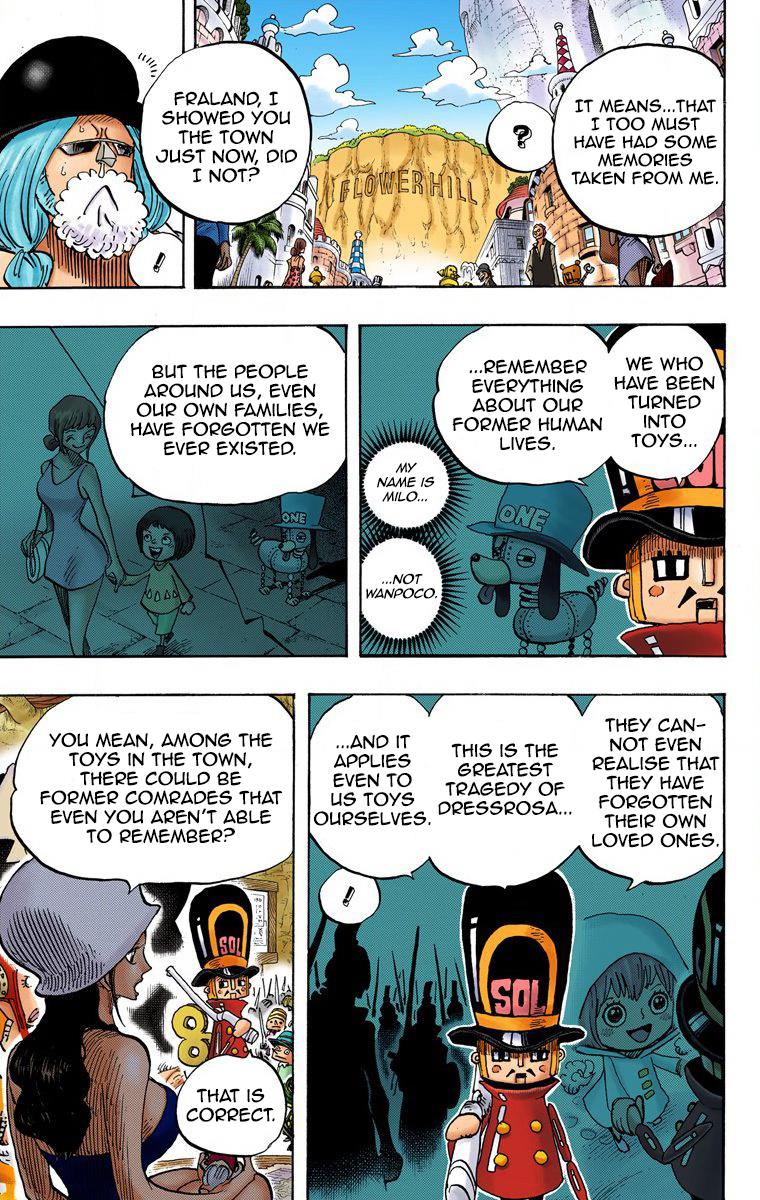 IT MEANS...THAT
I TOO MUST
HAVE HAD SOME
MEMORIES
TAKEN FROM ME.
?
FLOWER HILL
FRALAND, I
SHOWED YOU
THE TOWN
JUST NOW, DID
I NOT?
!
WE WHO
HAVE BEEN
TURNED
INTO
TOYS...
SOL
...REMEMBER
EVERYTHING
ABOUT OUR
FORMER HUMAN
LIVES.
ONE
MY
NAME IS
MILO...
...NOT
WANPOCO.
BUT THE PEOPLE
AROUND US, EVEN
OUR OWN FAMILIES,
HAVE FORGOTTEN WE
EVER EXISTED.
ONE
THEY CAN-
NOT EVEN
REALISE THAT
THEY HAVE
FORGOTTEN
THEIR OWN
LOVED ONES.
THIS IS THE
GREATEST
TRAGEDY OF
DRESSROSA...
...AND IT
APPLIES
EVEN TO
US TOYS
OURSELVES.
!
SOL
YOU MEAN, AMONG THE
TOYS IN THE TOWN,
THERE COULD BE
FORMER COMRADES THAT
EVEN YOU AREN'T ABLE
TO REMEMBER?
SOL
8
THAT IS
CORRECT.